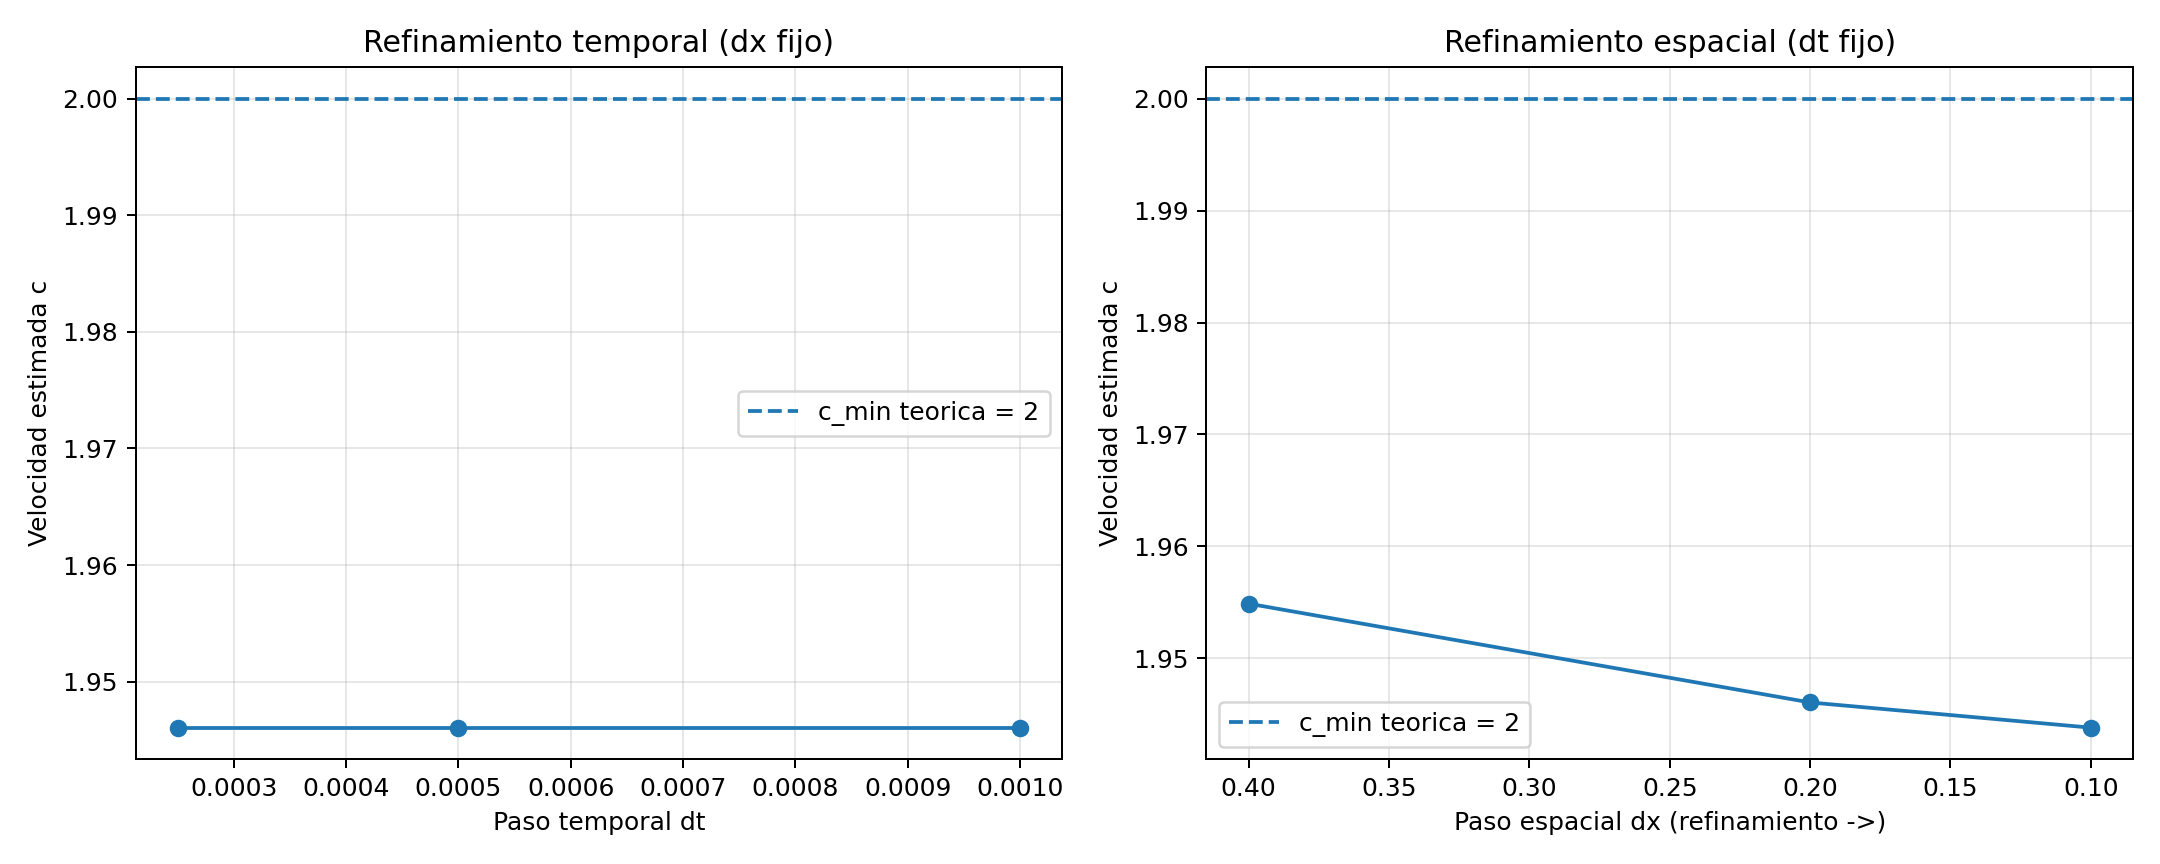 Refinamiento temporal (dx fijo)
2.00
1.99
1.98
1.97
1.96
1.95
Velocidad estimada c
c_min teorica = 2
0.0003 0.0004 0.0005 0.0006 0.0007 0.0008 0.0009 0.0010
Paso temporal dt
Refinamiento espacial (dt fijo)
2.00
1.99
1.98
1.97
1.96
1.95
Velocidad estimada c
c_min teorica = 2
0.40 0.35 0.30 0.25 0.20 0.15 0.10
Paso espacial dx (refinamiento ->)